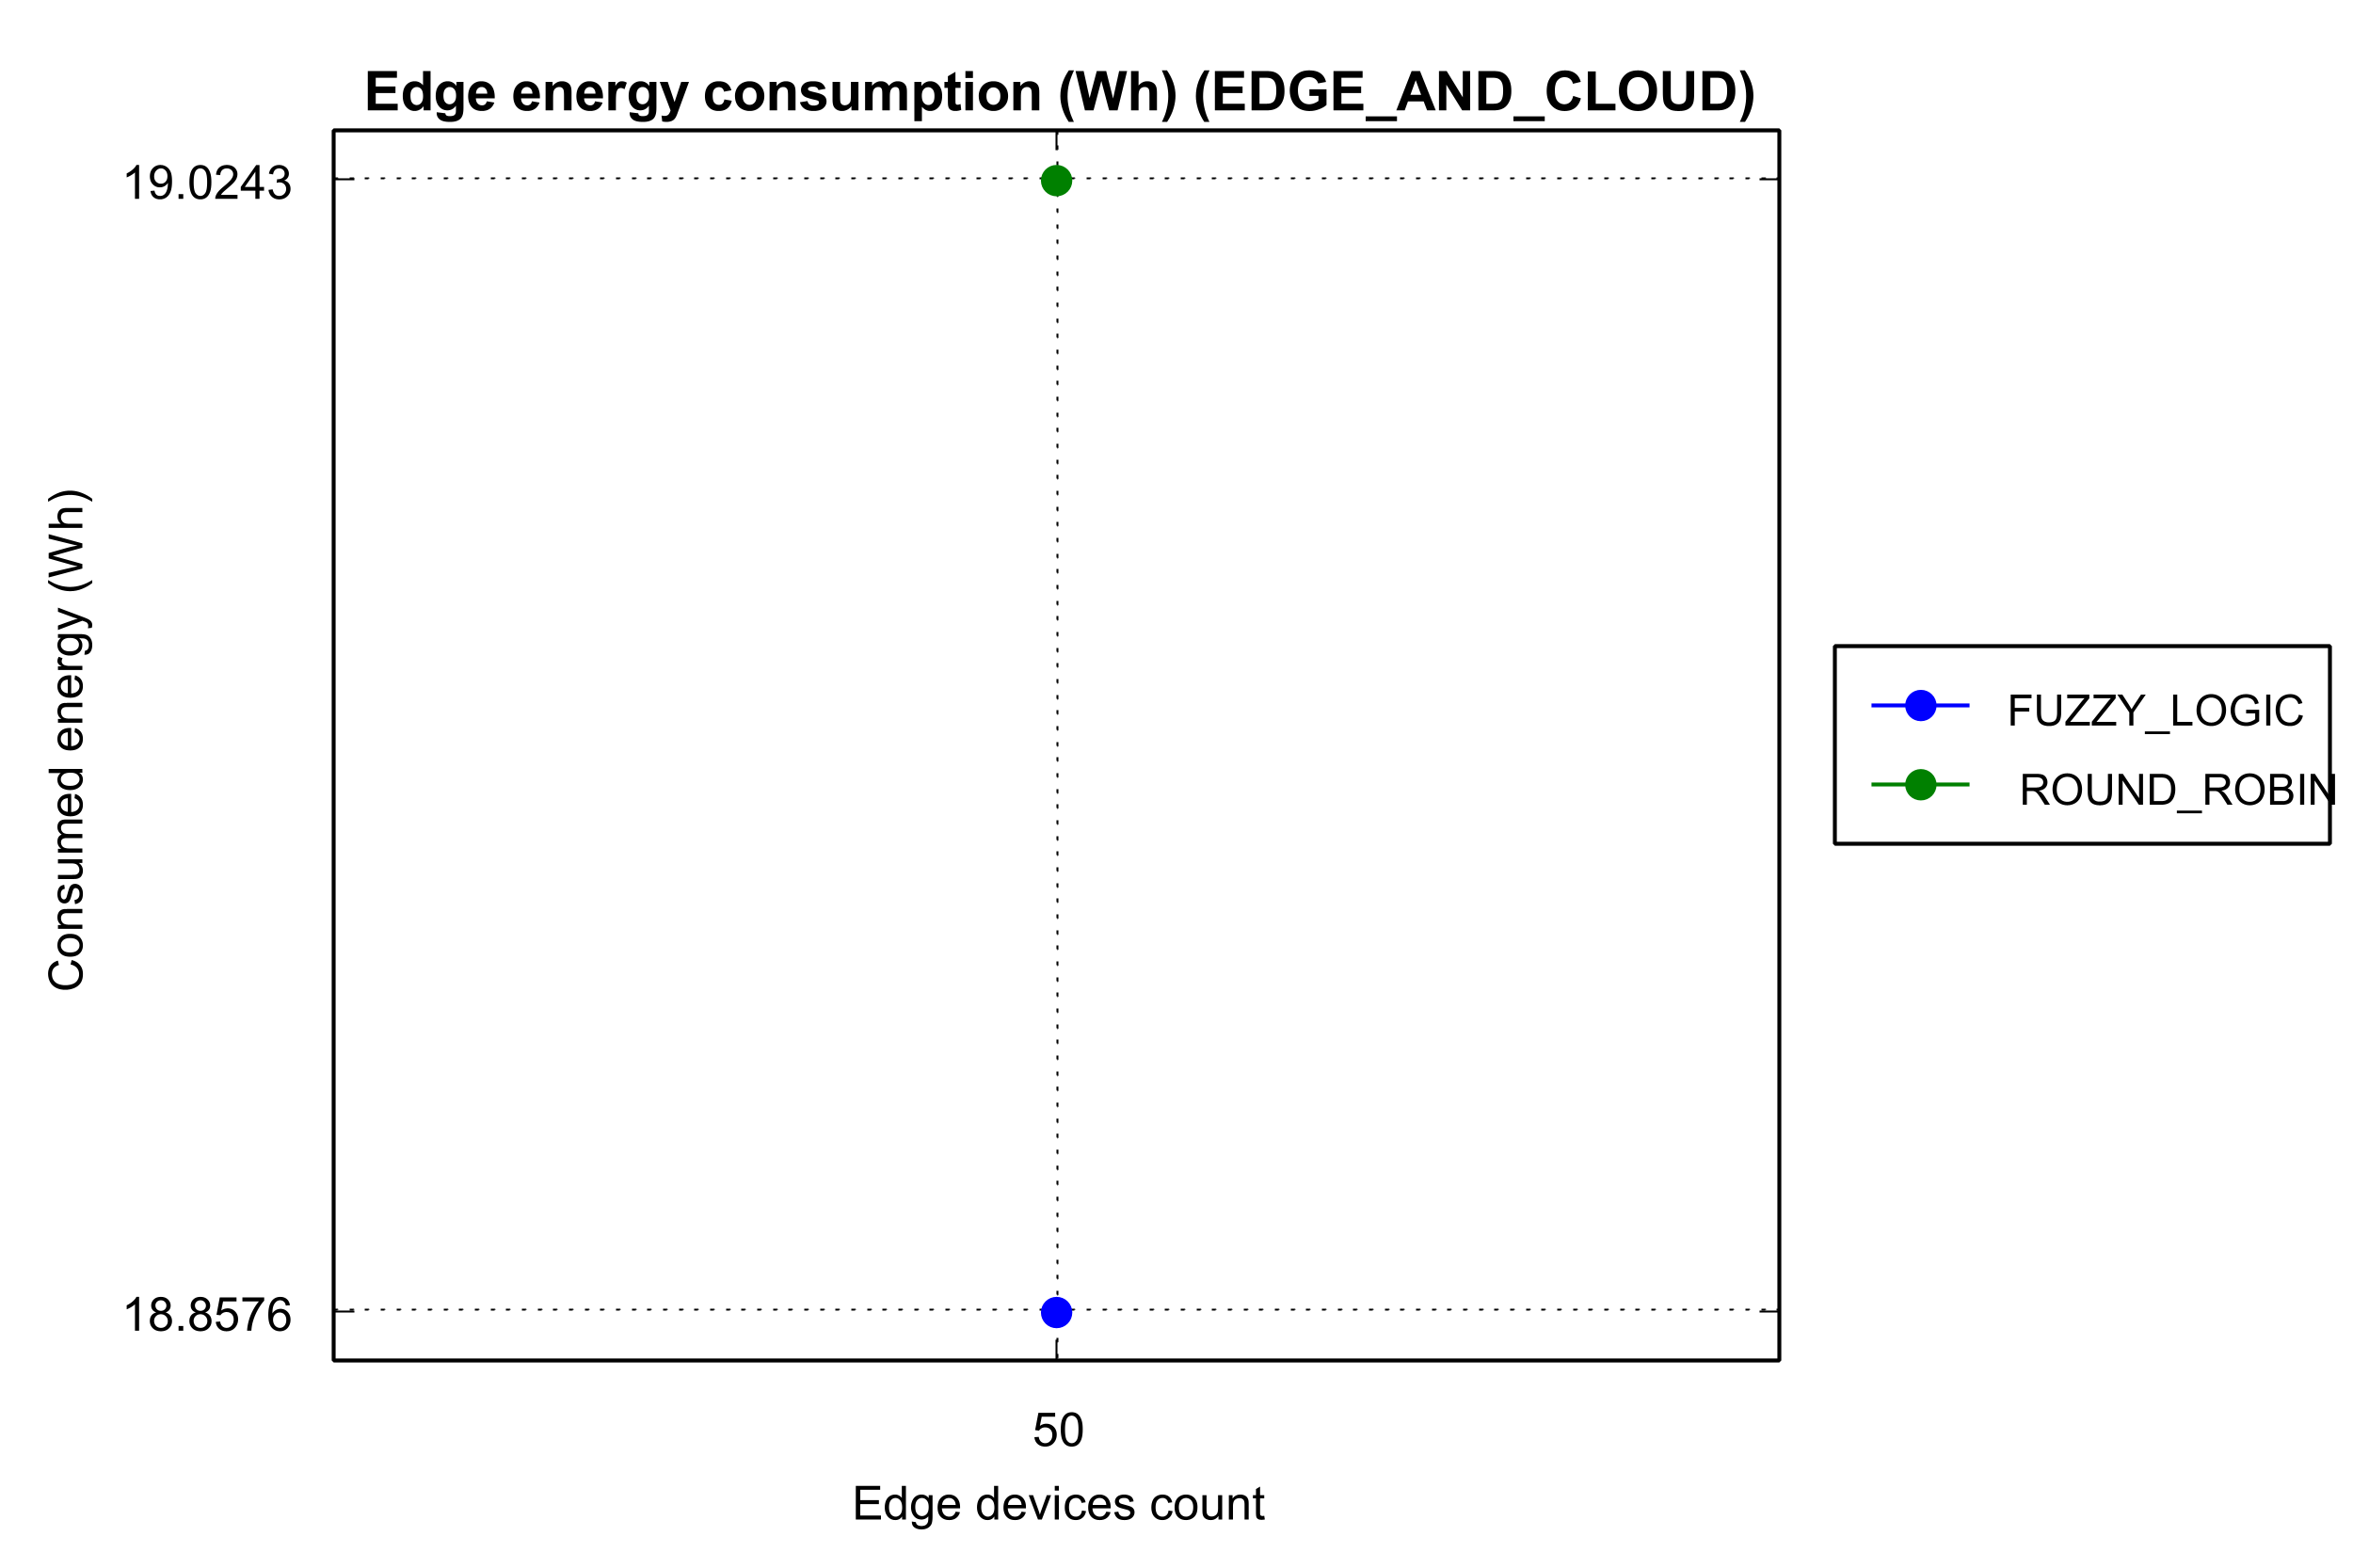 Edge energy consumption (Wh) (EDGE_AND_CLOUD)
19.0243
Consumed energy (Wh)
FUZZY_LOGIC
ROUND_ROBIN
18.8576
50
Edge devices count